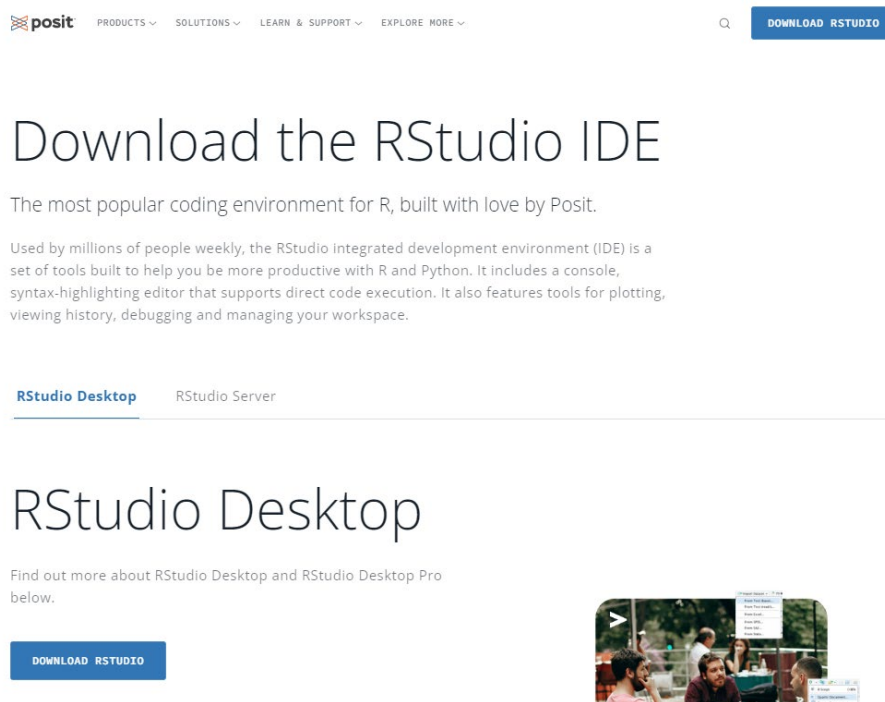 posit
PRODUCTS
SOLUTIONS
LEARN & SUPPORT
EXPLORE MORE
DOWNLOAD RSTUDIO
Download the RStudio IDE
The most popular coding environment for R, built with love by Posit.
Used by millions of people weekly, the RStudio integrated development environment (IDE) is a
set of tools built to help you be more productive with R and Python. It includes a console,
syntax-highlighting editor that supports direct code execution. It also features tools for plotting,
viewing history, debugging and managing your workspace.
RStudio Desktop
RStudio Server
RStudio Desktop
Find out more about RStudio Desktop and RStudio Desktop Pro
below.
DOWNLOAD RSTUDIO